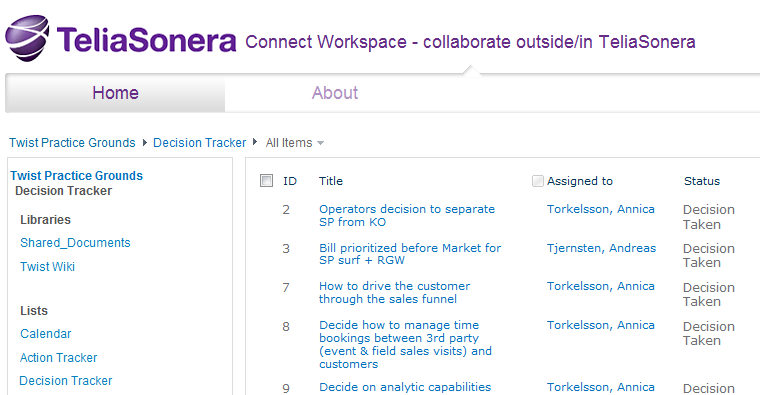 TeliaSonera Connect Workspace - collaborate outside/in TeliaSonera
Home About
Twist Practice Grounds Decision Tracker All Items
Twist Practice Grounds
Decision Tracker
Libraries
Shared_Documents
Twist Wiki
Lists
Calendar
Action Tracker
Decision Tracker
ID Title Assigned to Status
2 Operators decision to separate Torkelsson, Annica Decision
SP from KO Taken
3 Bill prioritized before Market for Tjernsten, Andreas Decision
SP surf + RGW Taken
7 How to drive the customer Torkelsson, Annica Decision
through the sales funnel Taken
8 Decide how to manage time Torkelsson, Annica Decision
bookings between 3rd party Taken
(event & field sales visits) and
customers
9 Decide on analytic capabilities Torkelsson, Annica Decision